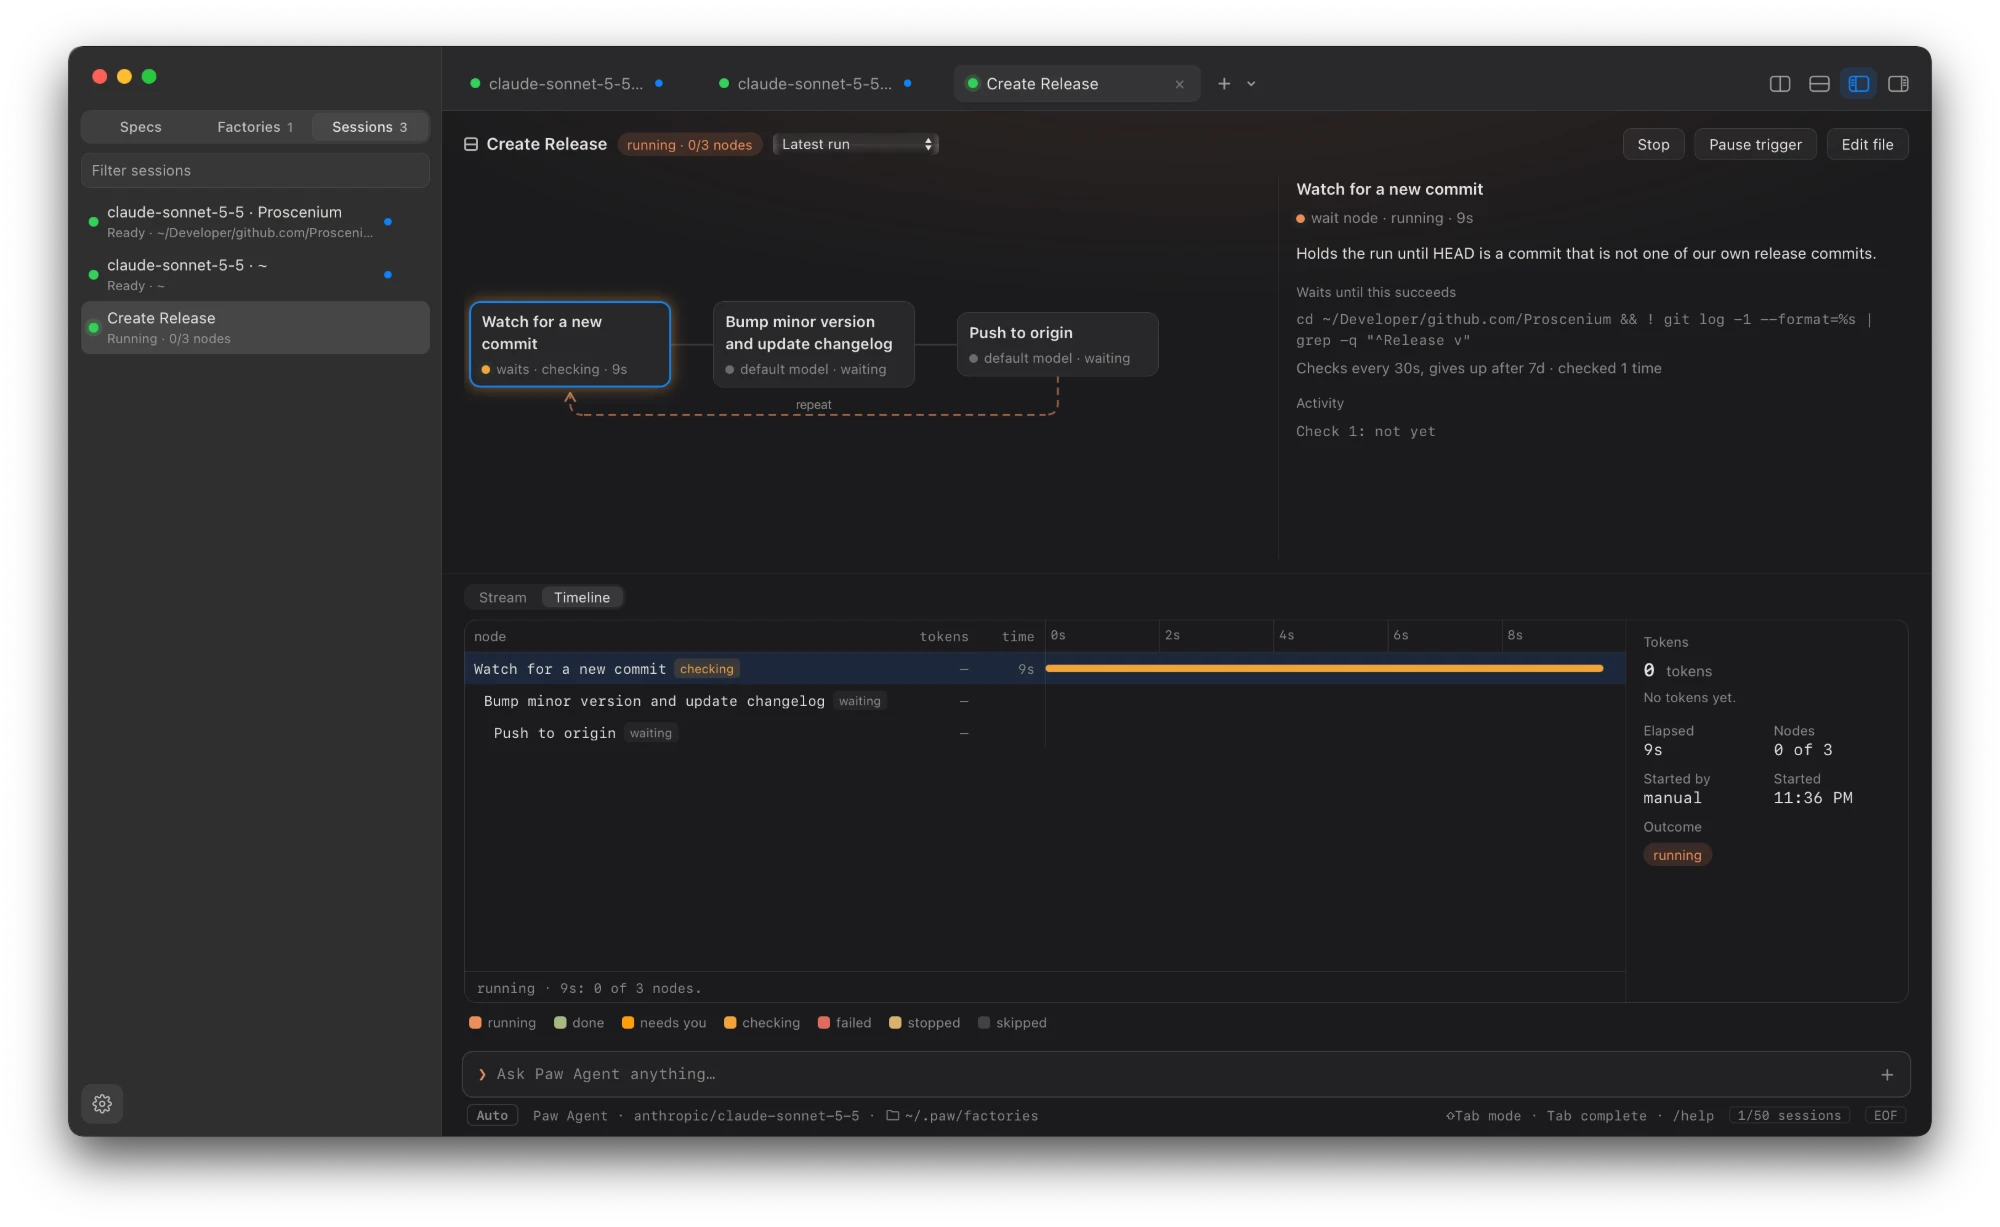 claude-sonnet-5-5...
claude-sonnet-5-5...
Create Release
Specs
Factories 1
Sessions 3
Filter sessions
claude-sonnet-5-5 · Proscenium
Ready · ~/Developer/github.com/Prosceni...
claude-sonnet-5-5 · ~
Ready · ~
Create Release
Running · 0/3 nodes
Create Release
running · 0/3 nodes
Latest run
Stop
Pause trigger
Edit file
Watch for a new
commit
waits · checking · 9s
Bump minor version
and update changelog
default model · waiting
Push to origin
default model · waiting
repeat
Watch for a new commit
wait node · running · 9s
Holds the run until HEAD is a commit that is not one of our own release commits.
Waits until this succeeds
cd ~/Developer/github.com/Proscenium && ! git log -1 --format=%s |
grep -q "^Release v"
Checks every 30s, gives up after 7d · checked 1 time
Activity
Check 1: not yet
Stream
Timeline
node tokens time 0s 2s 4s 6s 8s
Watch for a new commit checking — 9s
Bump minor version and update changelog waiting —
Push to origin waiting —
running · 9s: 0 of 3 nodes.
Tokens
0 tokens
No tokens yet.
Elapsed Nodes
9s 0 of 3
Started by Started
manual 11:36 PM
Outcome
running
running done needs you checking failed stopped skipped
❯ Ask Paw Agent anything…
Auto Paw Agent · anthropic/claude-sonnet-5-5 · ~/.paw/factories
⇧Tab mode · Tab complete · /help 1/50 sessions EOF